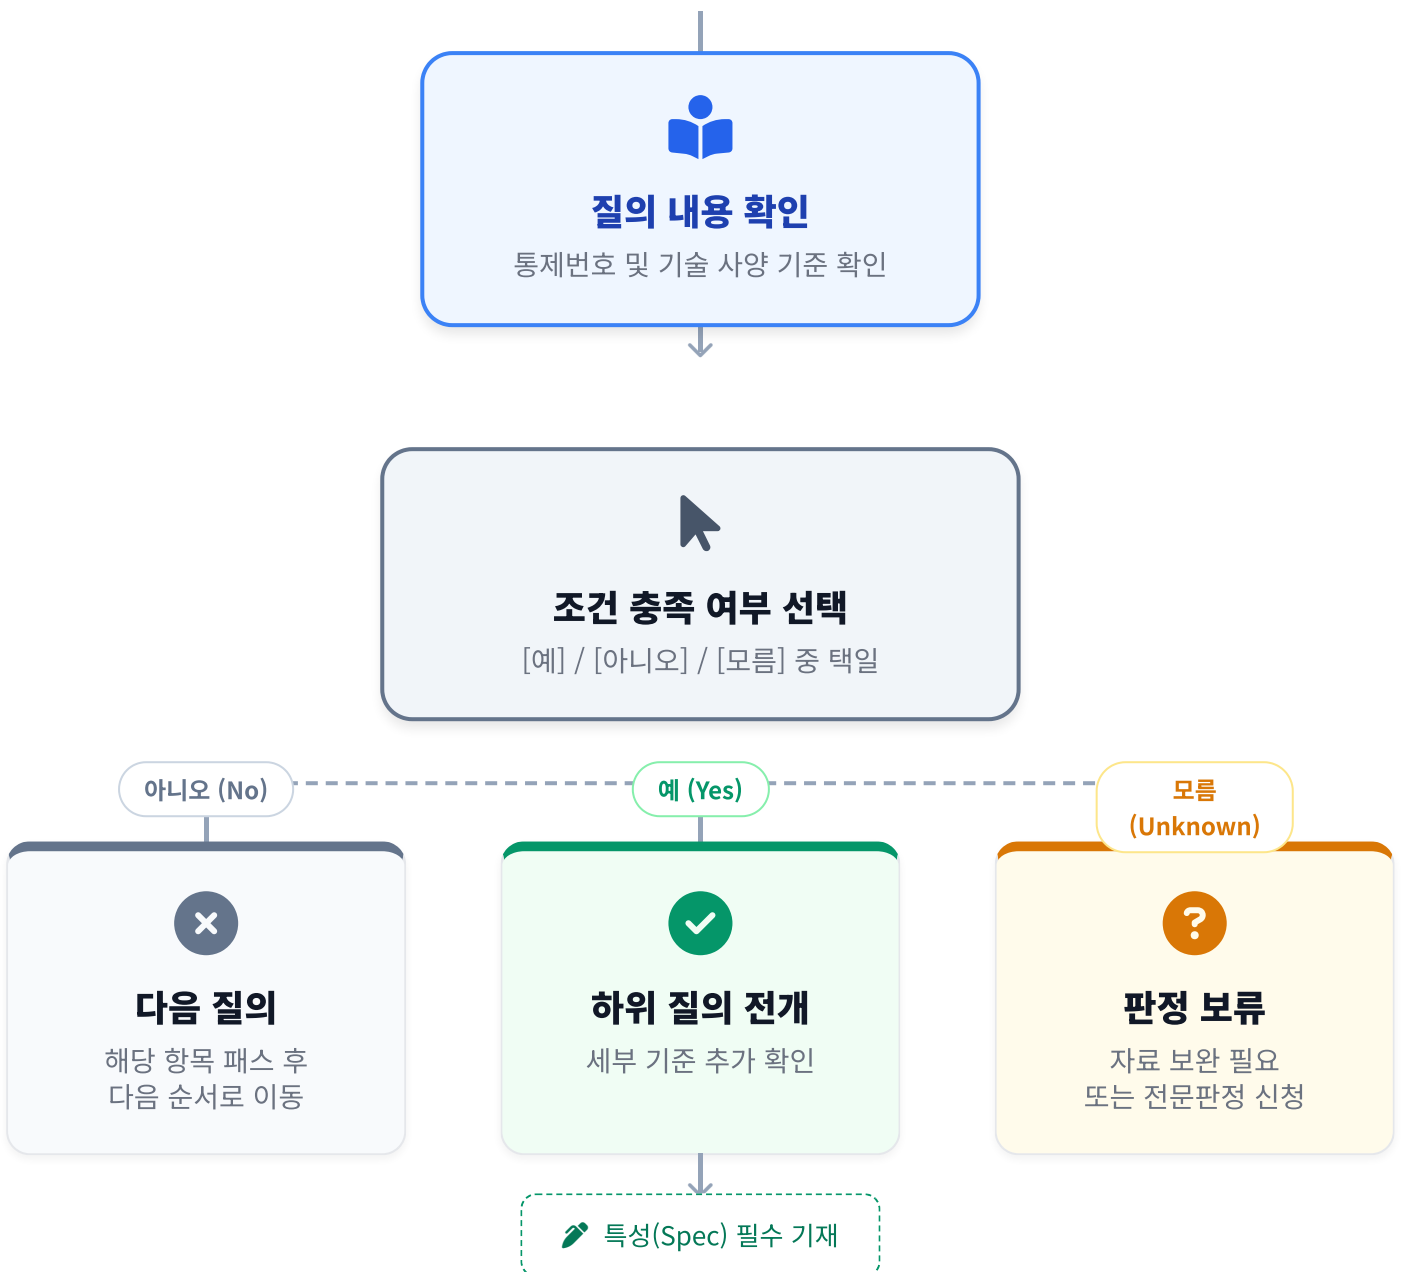 질의 내용 확인
통제번호 및 기술 사양 기준 확인
조건 충족 여부 선택
[예] / [아니오] / [모름] 중 택일
아니오 (No)
예 (Yes)
모름
(Unknown)
다음 질의
해당 항목 패스 후
다음 순서로 이동
하위 질의 전개
세부 기준 추가 확인
판정 보류
자료 보완 필요
또는 전문판정 신청
특성(Spec) 필수 기재